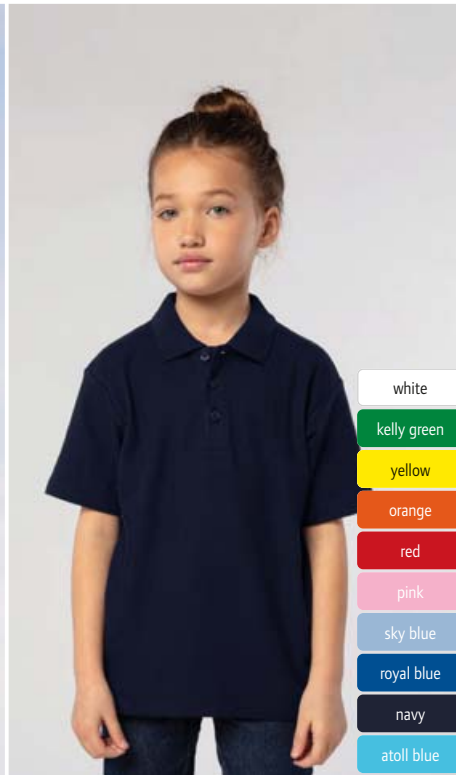 white
kelly green
yellow
orange
red
pink
sky blue
royal blue
navy
atoll blue